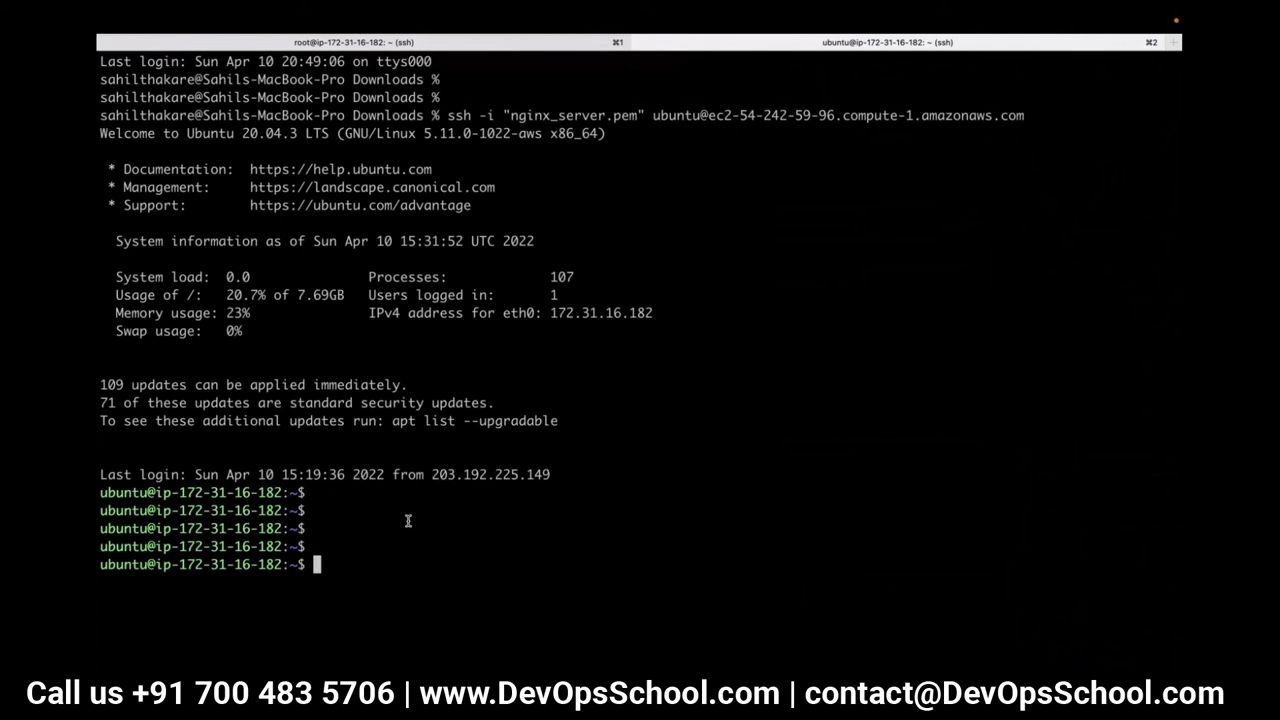 root@ip-172-31-16-182: ~ (ssh) ⌘1 ubuntu@ip-172-31-16-182: ~ (ssh) ⌘2 +
Last login: Sun Apr 10 20:49:06 on ttys000
sahilthakare@Sahils-MacBook-Pro Downloads %
sahilthakare@Sahils-MacBook-Pro Downloads %
sahilthakare@Sahils-MacBook-Pro Downloads % ssh -i "nginx_server.pem" ubuntu@ec2-54-242-59-96.compute-1.amazonaws.com
Welcome to Ubuntu 20.04.3 LTS (GNU/Linux 5.11.0-1022-aws x86_64)
* Documentation: https://help.ubuntu.com
* Management: https://landscape.canonical.com
* Support: https://ubuntu.com/advantage
System information as of Sun Apr 10 15:31:52 UTC 2022
System load: 0.0 Processes: 107
Usage of /: 20.7% of 7.69GB Users logged in: 1
Memory usage: 23% IPv4 address for eth0: 172.31.16.182
Swap usage: 0%
109 updates can be applied immediately.
71 of these updates are standard security updates.
To see these additional updates run: apt list --upgradable
Last login: Sun Apr 10 15:19:36 2022 from 203.192.225.149
ubuntu@ip-172-31-16-182:~$
ubuntu@ip-172-31-16-182:~$
ubuntu@ip-172-31-16-182:~$
ubuntu@ip-172-31-16-182:~$
ubuntu@ip-172-31-16-182:~$
Call us +91 700 483 5706 | www.DevOpsSchool.com | contact@DevOpsSchool.com